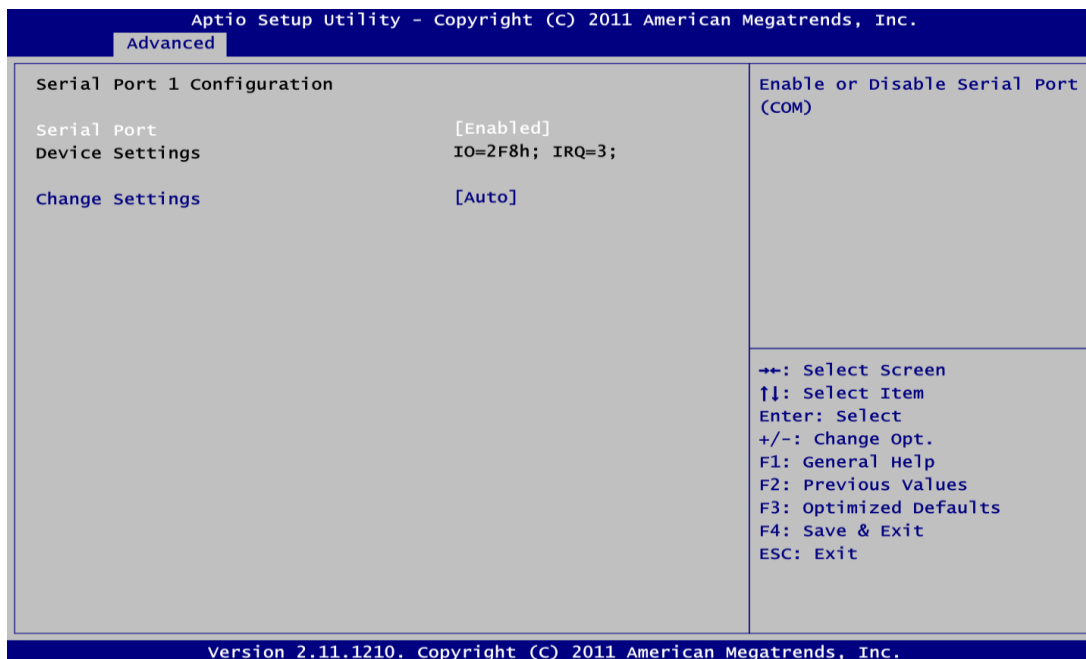 Aptio Setup Utility – Copyright (C) 2011 American Megatrends, Inc.
Advanced
Serial Port 1 Configuration
Serial Port [Enabled]
Device Settings IO=2F8h; IRQ=3;
Change Settings [Auto]
Enable or Disable Serial Port
(COM)
→←: Select Screen
↑↓: Select Item
Enter: Select
+/-: Change Opt.
F1: General Help
F2: Previous Values
F3: Optimized Defaults
F4: Save & Exit
ESC: Exit
Version 2.11.1210. Copyright (C) 2011 American Megatrends, Inc.